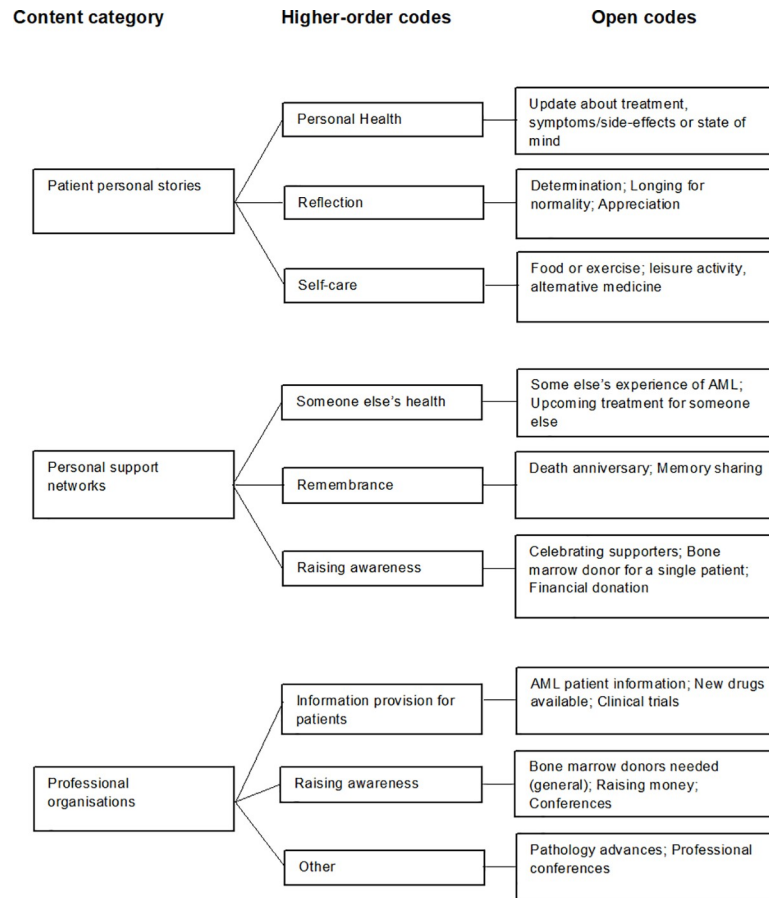 Content category
Higher-order codes
Open codes
Patient personal stories
Personal Health
Update about treatment,
symptoms/side-effects or state of
mind
Reflection
Determination; Longing for
normality; Appreciation
Self-care
Food or exercise; leisure activity,
alternative medicine
Personal support
networks
Someone else's health
Some else's experience of AML;
Upcoming treatment for someone
else
Remembrance
Death anniversary; Memory sharing
Raising awareness
Celebrating supporters; Bone
marrow donor for a single patient;
Financial donation
Professional
organisations
Information provision for
patients
AML patient information; New drugs
available; Clinical trials
Raising awareness
Bone marrow donors needed
(general); Raising money;
Conferences
Other
Pathology advances; Professional
conferences